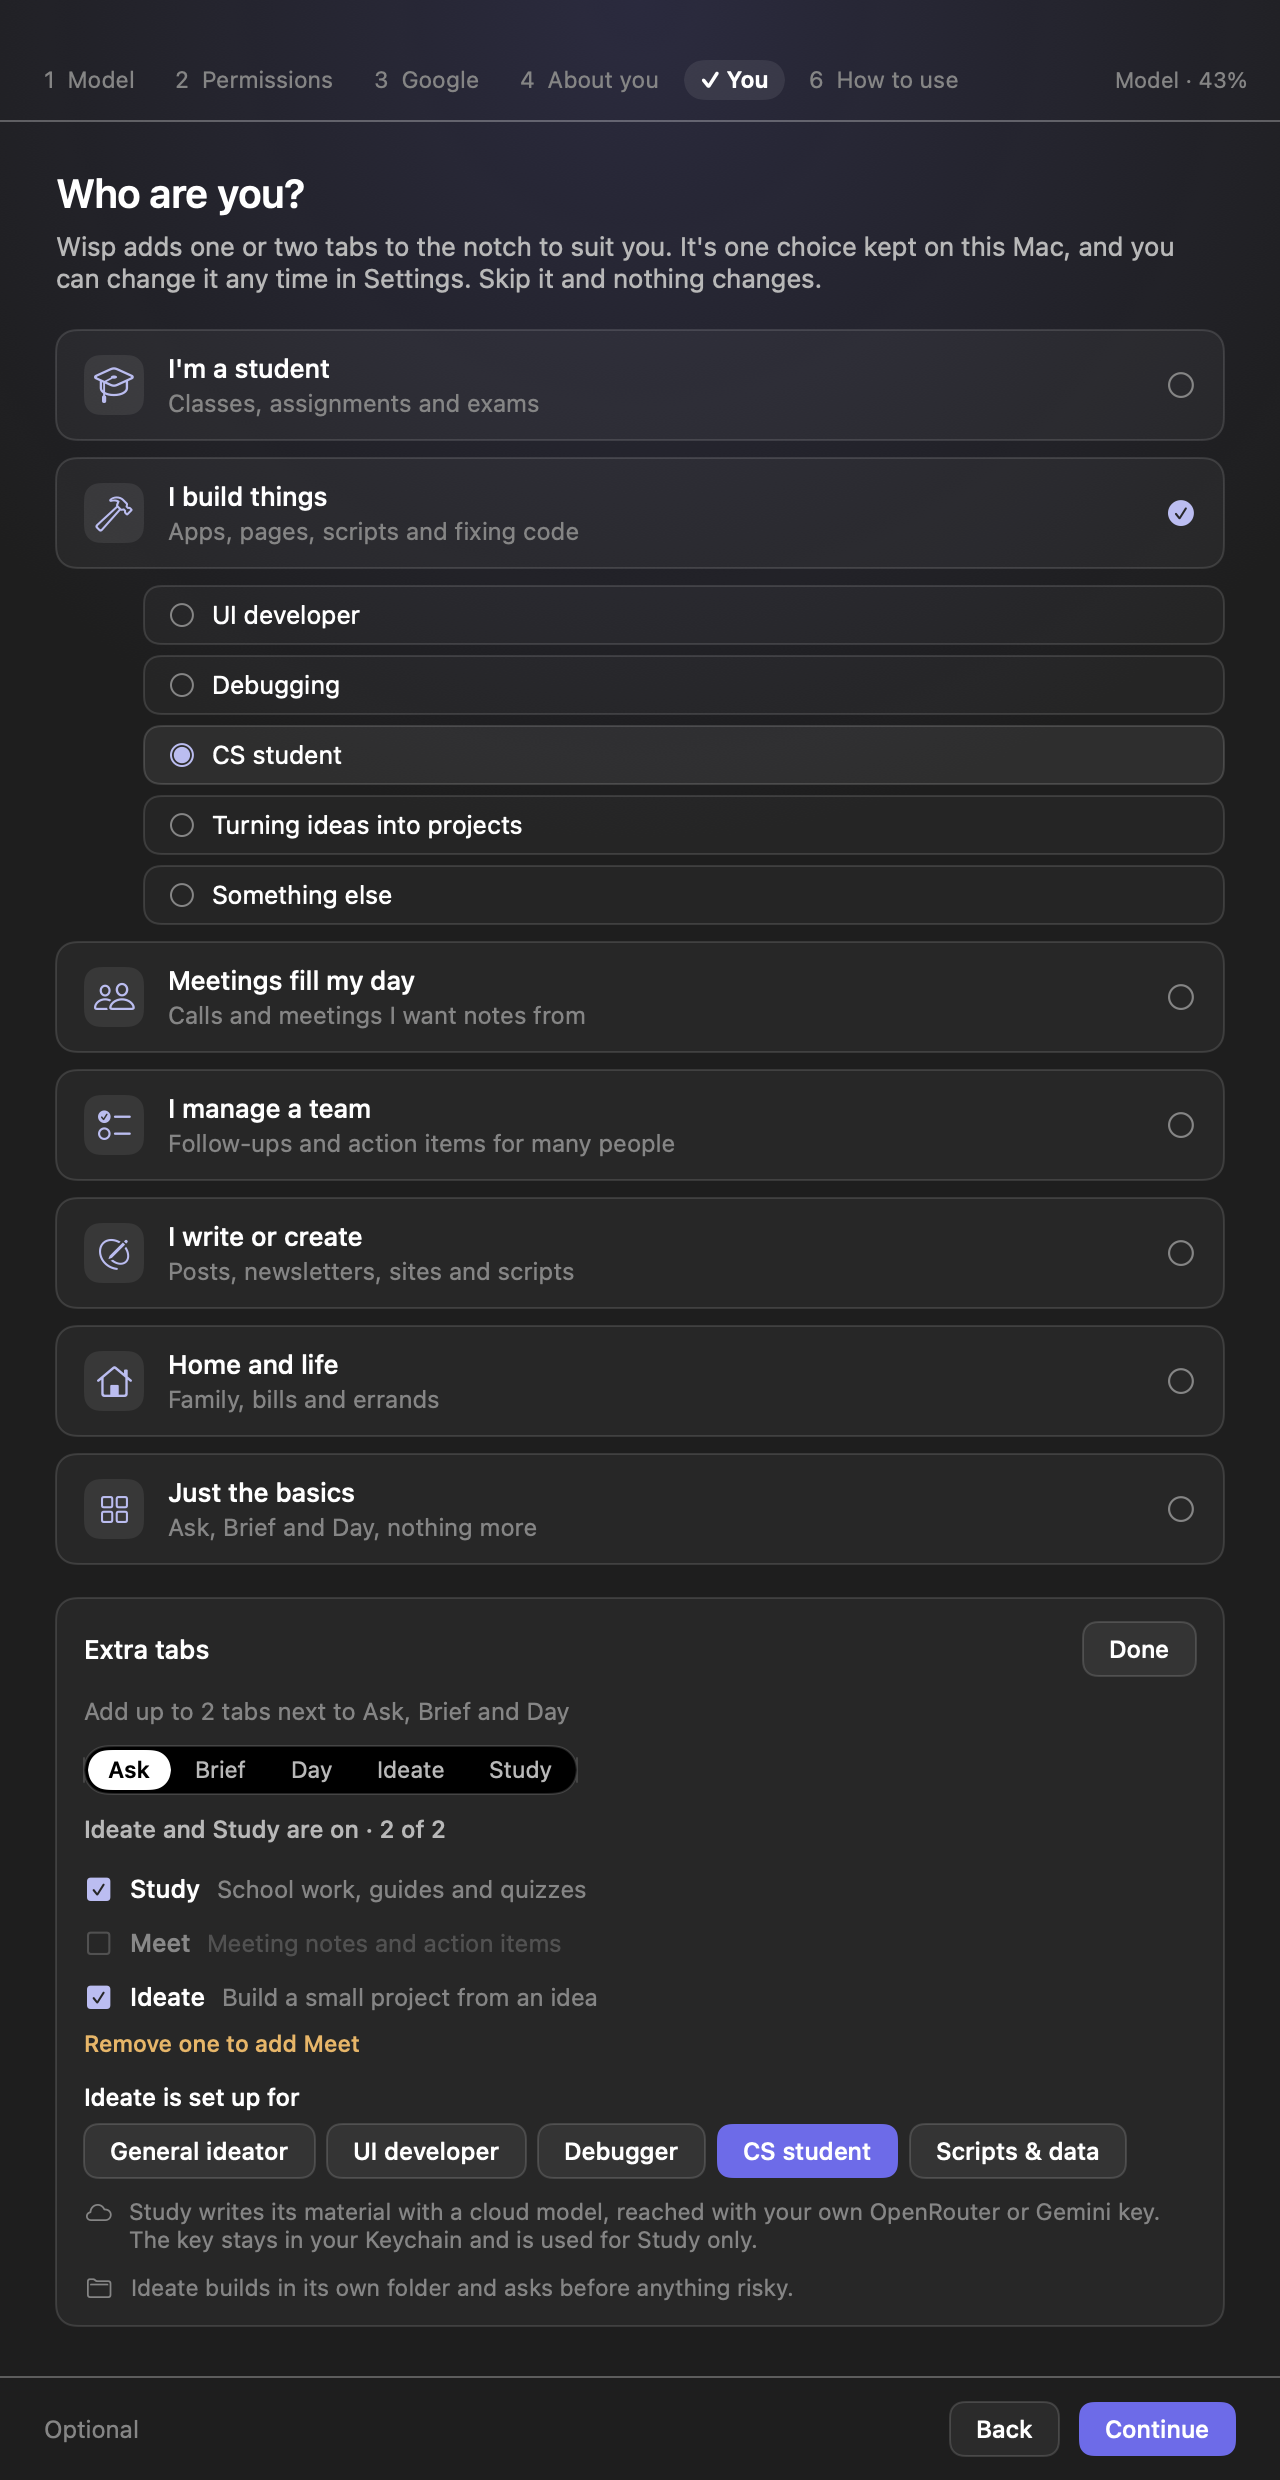 1 Model 2 Permissions 3 Google 4 About you ✓ You 6 How to use Model · 43%
Who are you?
Wisp adds one or two tabs to the notch to suit you. It's one choice kept on this Mac, and you
can change it any time in Settings. Skip it and nothing changes.
I'm a student
Classes, assignments and exams
I build things
Apps, pages, scripts and fixing code
UI developer
Debugging
CS student
Turning ideas into projects
Something else
Meetings fill my day
Calls and meetings I want notes from
I manage a team
Follow-ups and action items for many people
I write or create
Posts, newsletters, sites and scripts
Home and life
Family, bills and errands
Just the basics
Ask, Brief and Day, nothing more
Extra tabs Done
Add up to 2 tabs next to Ask, Brief and Day
Ask Brief Day Ideate Study
Ideate and Study are on · 2 of 2
Study School work, guides and quizzes
Meet Meeting notes and action items
Ideate Build a small project from an idea
Remove one to add Meet
Ideate is set up for
General ideator UI developer Debugger CS student Scripts & data
Study writes its material with a cloud model, reached with your own OpenRouter or Gemini key.
The key stays in your Keychain and is used for Study only.
Ideate builds in its own folder and asks before anything risky.
Optional Back Continue